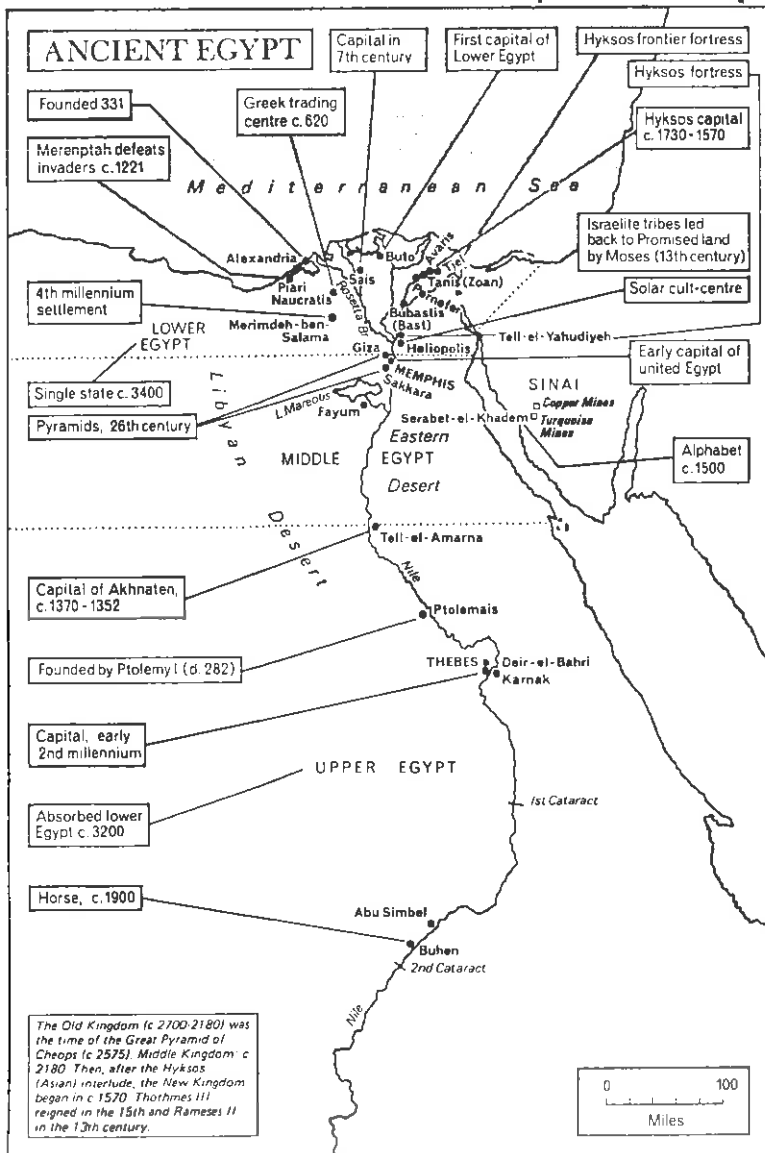 ANCIENT EGYPT
Capital in
7th century
First capital of
Lower Egypt
Hyksos frontier fortress
Hyksos fortress
Founded 331
Greek trading
centre c.620
Hyksos capital
c.1730-1570
Merenptah defeats
invaders c.1221
Mediterranean Sea
Israelite tribes led
back to Promised land
by Moses (13th century)
Alexandria
Buto
Avaris
Tjel
Sais
Tanis (Zoan)
Piari
Naucratis
Rosetta Br.
Pernefer
Solar cult-centre
4th millennium
settlement
Bubastis
(Bast)
Merimdeh-ben-
Salama
LOWER
EGYPT
Tell-el-Yahudiyeh
Heliopolis
Giza
Early capital of
united Egypt
MEMPHIS
Sakkara
Single state c.3400
Libyan
Desert
SINAI
L. Mareous
Fayum
Copper Mines
Serabet-el-Khadem
Turquoise
Mines
Pyramids, 26th century
Eastern
Desert
MIDDLE EGYPT
Alphabet
c.1500
Tell-el-Amarna
Capital of Akhnaten,
c.1370-1352
Nile
Ptolemais
Founded by Ptolemy I (d. 282)
THEBES
Deir-el-Bahri
Karnak
Capital, early
2nd millennium
UPPER EGYPT
1st Cataract
Absorbed lower
Egypt c.3200
Horse, c.1900
Abu Simbel
Buhen
2nd Cataract
Nile
The Old Kingdom (c 2700-2180) was
the time of the Great Pyramid of
Cheops (c 2575). Middle Kingdom c
2180 Then, after the Hyksos
(Asian) interlude, the New Kingdom
began in c 1570 Thothmes III
reigned in the 15th and Rameses II
in the 13th century.
0 100
Miles